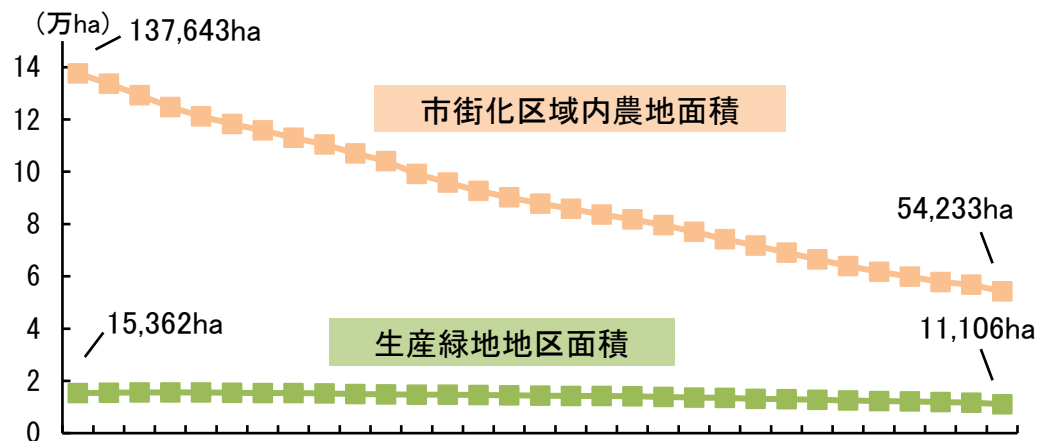 (万ha)
137,643ha
14
市街化区域内農地面積
12
10
8
54,233ha
6
15,362ha
11,106ha
4
生産緑地地区面積
2
0